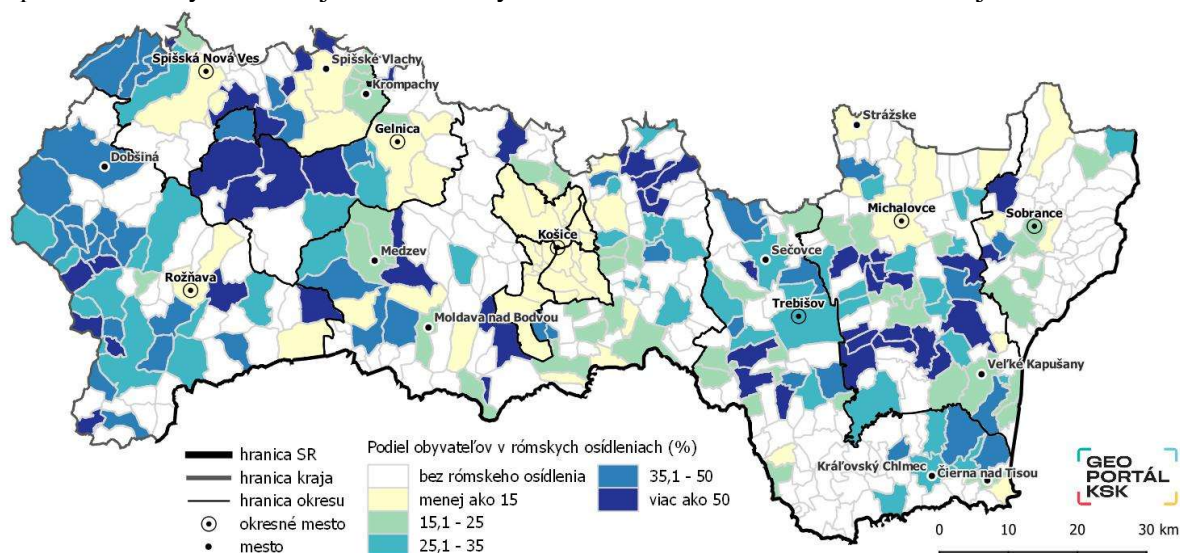 Spišská Nová Ves
Spišské Vlachy
Krompachy
Gelnica
Dobšiná
Strážske
Michalovce
Sobrance
Košice
Sečovce
Medzev
Rožňava
Trebišov
Moldava nad Bodvou
Veľké Kapušany
Kráľovský Chlmec
Čierna nad Tisou
hranica SR
hranica kraja
hranica okresu
okresné mesto
mesto
Podiel obyvateľov v rómskych osídleniach (%)
bez rómskeho osídlenia
menej ako 15
15,1 - 25
25,1 - 35
35,1 - 50
viac ako 50
GEO
PORTÁL
KSK
0 10 20 30 km